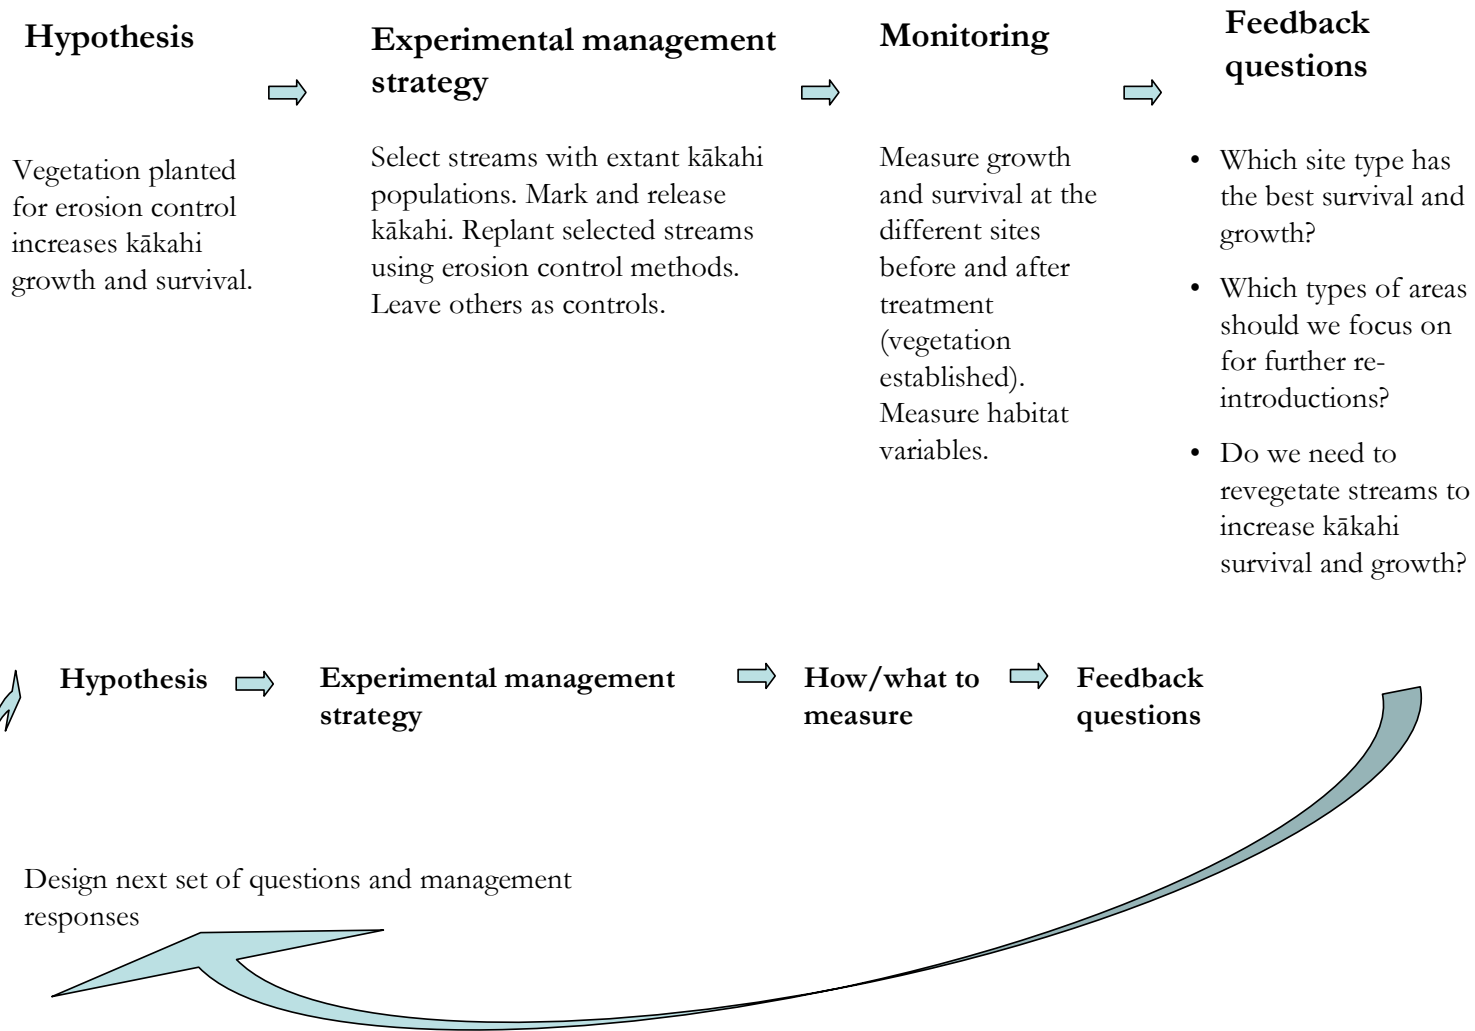 Hypothesis
Vegetation planted
for erosion control
increases kākahi
growth and survival.
Experimental management
strategy
Select streams with extant kākahi
populations. Mark and release
kākahi. Replant selected streams
using erosion control methods.
Leave others as controls.
Monitoring
Measure growth
and survival at the
different sites
before and after
treatment
(vegetation
established).
Measure habitat
variables.
Feedback
questions
• Which site type has
the best survival and
growth?
• Which types of areas
should we focus on
for further re-
introductions?
• Do we need to
revegetate streams to
increase kākahi
survival and growth?
Hypothesis
Experimental management
strategy
How/what to
measure
Feedback
questions
Design next set of questions and management
responses